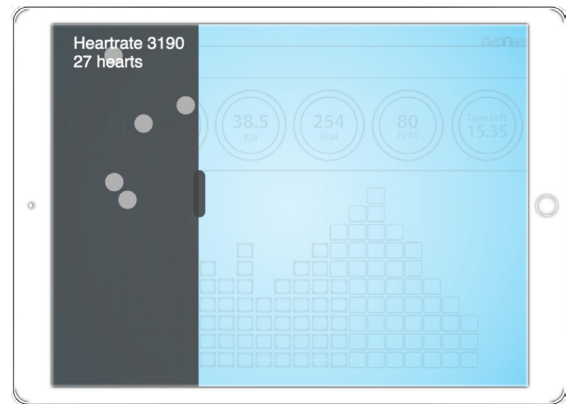 Heartrate 3190
27 hearts
38.5
KM
254
Kcal
80
RPM
Time Left
15.35